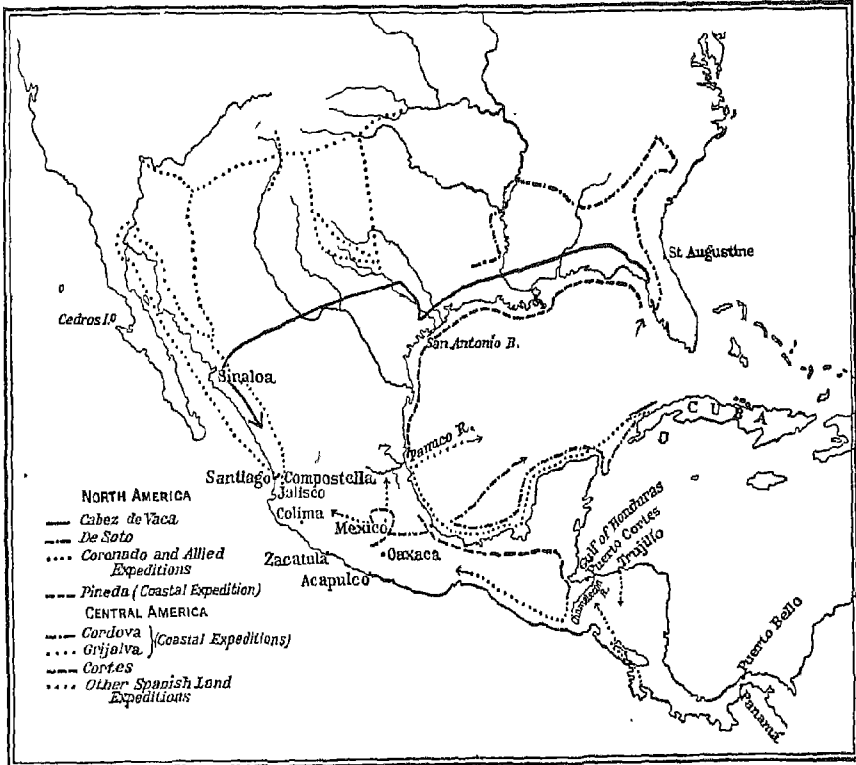 St Augustine
Cedros I.º
San Antonio B.
Sinaloa
CUBA
Panuco R.
Santiago
Compostella
Jalisco
Colima
Mexico
Oaxaca
Zacatula
Acapulco
Gulf of Honduras
Puerto Cortes
Trujillo
R.
Puerto Bello
Panamá
NORTH AMERICA
Cabez de Vaca
De Soto
Coronado and Allied
Expeditions
Pineda (Coastal Expedition)
CENTRAL AMERICA
Cordova
Grijalva } (Coastal Expeditions)
Cortes
Other Spanish Land
Expeditions